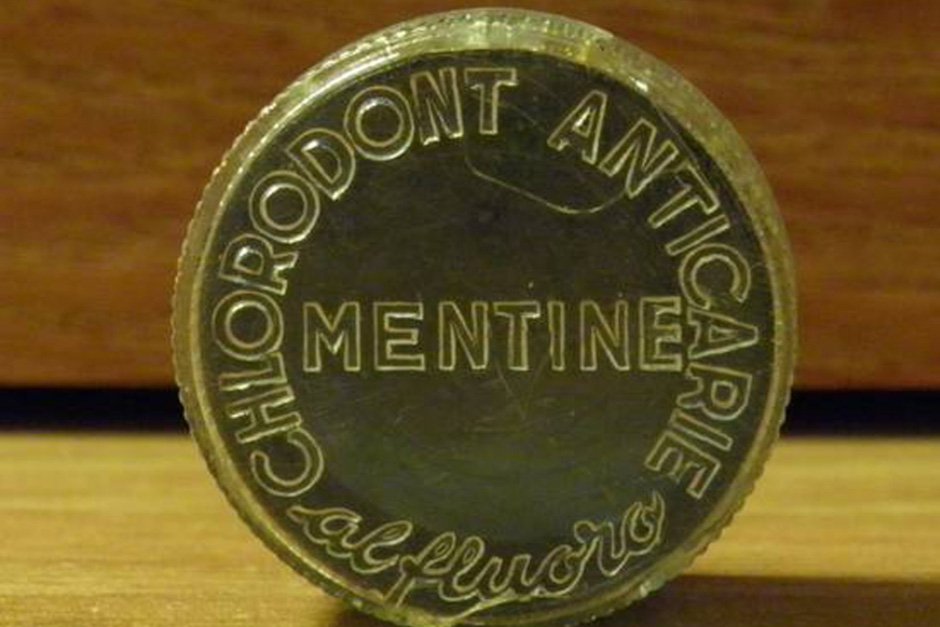 CHLORODONT ANTICARIE
MENTINE
al fluoro